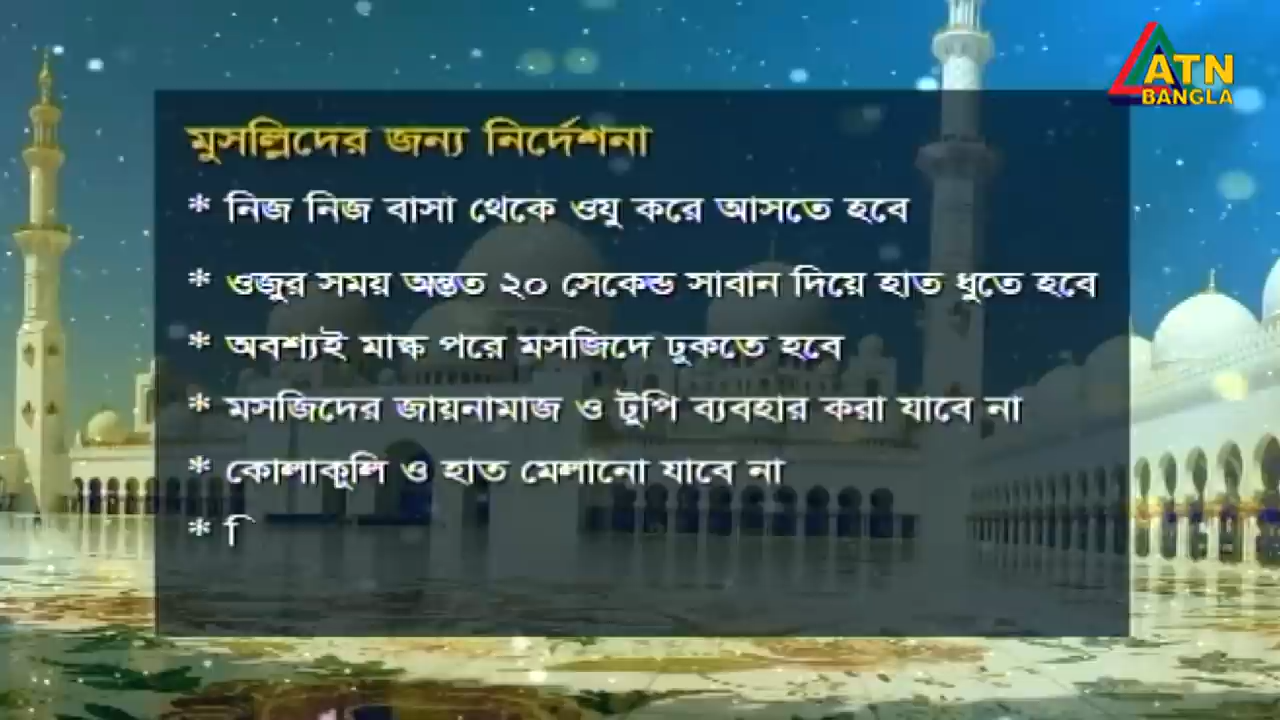 ATN
BANGLA
মুসল্লিদের জন্য নির্দেশনা
* নিজ নিজ বাসা থেকে ওযু করে আসতে হবে
* ওজুর সময় অন্তত ২০ সেকেন্ড সাবান দিয়ে হাত ধুতে হবে
* অবশ্যই মাস্ক পরে মসজিদে ঢুকতে হবে
* মসজিদের জায়নামাজ ও টুপি ব্যবহার করা যাবে না
* কোলাকুলি ও হাত মেলানো যাবে না
*